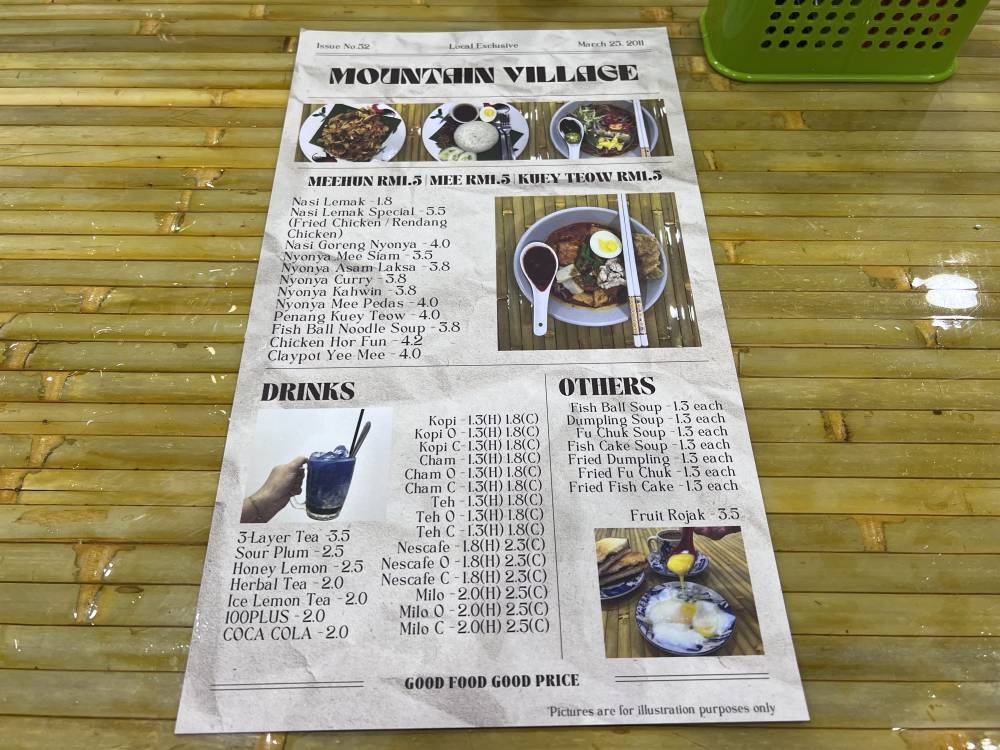 Issue No.52 Local Exclusive March 25, 2011
MOUNTAIN VILLAGE
MEEHUN RM1.5 | MEE RM1.5 | KUEY TEOW RM1.5
Nasi Lemak - 1.8
Nasi Lemak Special - 5.5
(Fried Chicken / Rendang
Chicken)
Nasi Goreng Nyonya - 4.0
Nyonya Mee Siam - 3.5
Nyonya Asam Laksa - 3.8
Nyonya Curry - 3.8
Nyonya Kahwin - 3.8
Nyonya Mee Pedas - 4.0
Penang Kuey Teow - 4.0
Fish Ball Noodle Soup - 3.8
Chicken Hor Fun - 4.2
Claypot Yee Mee - 4.0
DRINKS
3-Layer Tea -3.5
Sour Plum - 2.5
Honey Lemon - 2.5
Herbal Tea - 2.0
Ice Lemon Tea - 2.0
100PLUS - 2.0
COCA COLA - 2.0
Kopi - 1.3(H) 1.8(C)
Kopi O - 1.3(H) 1.8(C)
Kopi C - 1.3(H) 1.8(C)
Cham - 1.3(H) 1.8(C)
Cham O - 1.3(H) 1.8(C)
Cham C - 1.3(H) 1.8(C)
Teh - 1.3(H) 1.8(C)
Teh O - 1.3(H) 1.8(C)
Teh C - 1.3(H) 1.8(C)
Nescafe - 1.8(H) 2.3(C)
Nescafe O - 1.8(H) 2.3(C)
Nescafe C - 1.8(H) 2.3(C)
Milo - 2.0(H) 2.5(C)
Milo O - 2.0(H) 2.5(C)
Milo C - 2.0(H) 2.5(C)
OTHERS
Fish Ball Soup - 1.3 each
Dumpling Soup - 1.3 each
Fu Chuk Soup - 1.3 each
Fish Cake Soup - 1.3 each
Fried Dumpling - 1.3 each
Fried Fu Chuk - 1.3 each
Fried Fish Cake - 1.3 each
Fruit Rojak - 3.5
GOOD FOOD GOOD PRICE
*Pictures are for illustration purposes only